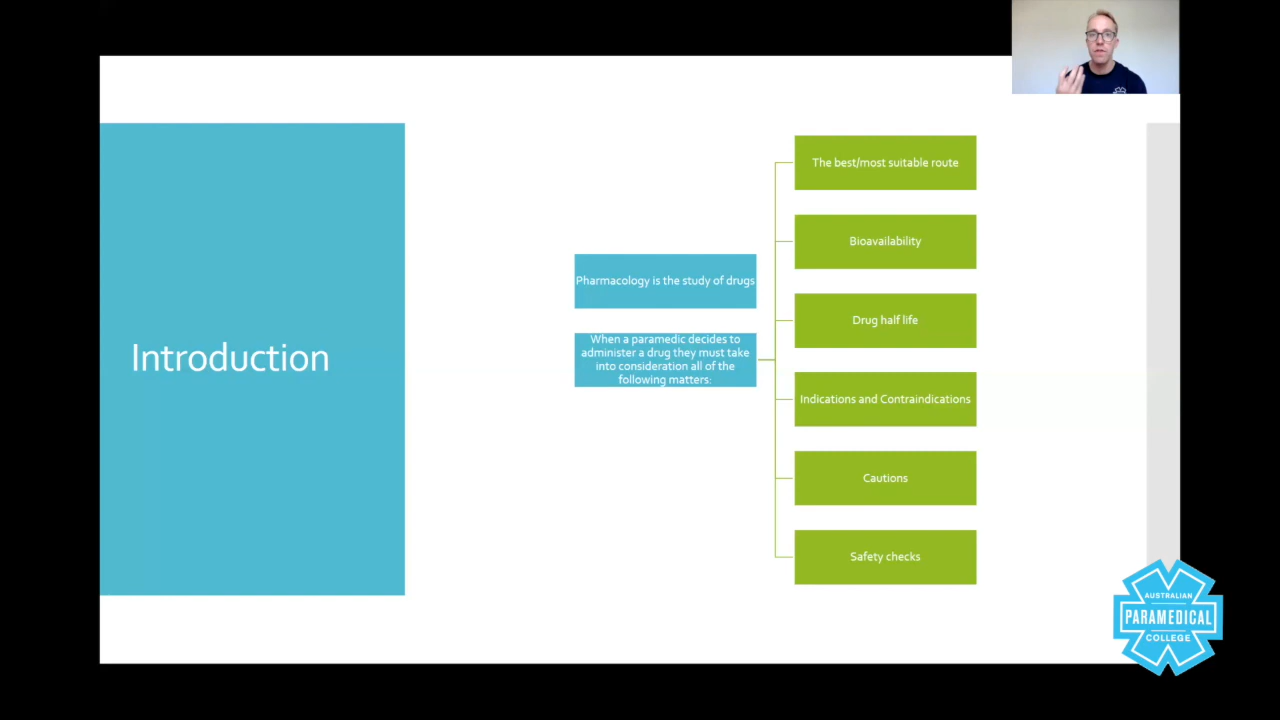 Introduction
Pharmacology is the study of drugs
When a paramedic decides to
administer a drug they must take
into consideration all of the
following matters:
The best/most suitable route
Bioavailability
Drug half life
Indications and Contraindications
Cautions
Safety checks
AUSTRALIAN
PARAMEDICAL
COLLEGE